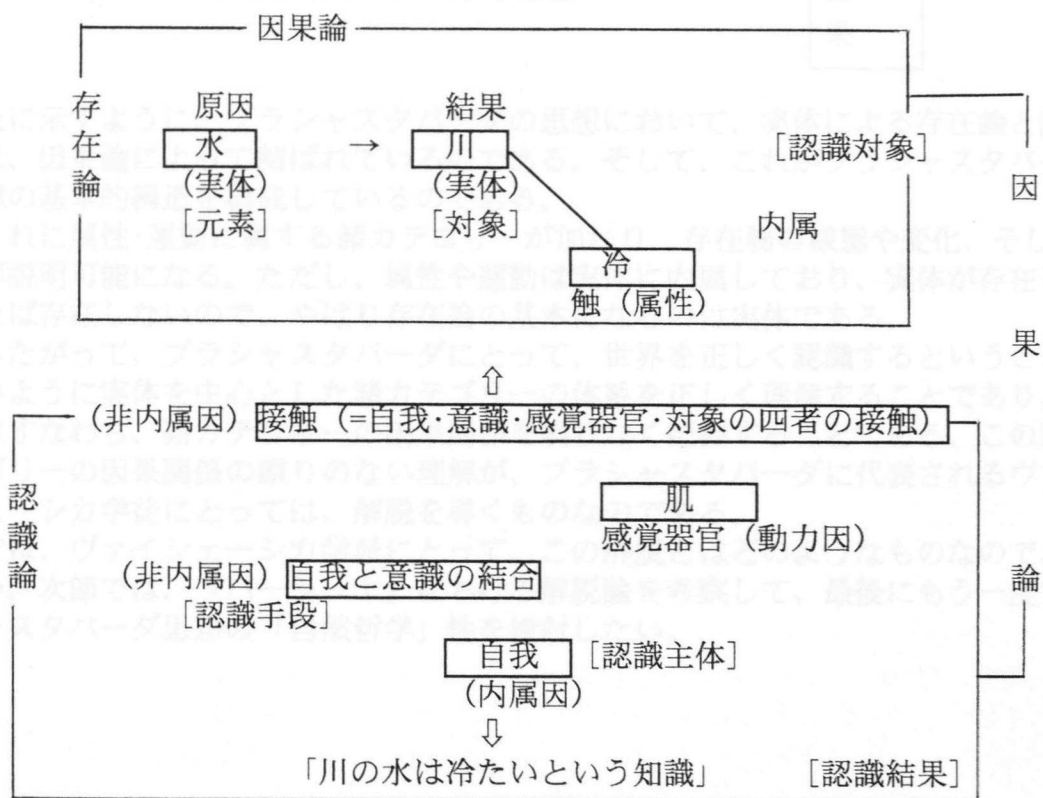 因果論
存在論
原因 結果
水 → 川 [認識対象]
(実体) (実体)
[元素] [対象] 内属
冷
触 (属性)
因果論
⇧
(非内属因) 接触 (=自我・意識・感覚器官・対象の四者の接触)
認識論
肌
感覚器官 (動力因)
(非内属因) 自我と意識の結合
[認識手段]
自我 [認識主体]
(内属因)
⇩
「川の水は冷たいという知識」 [認識結果]